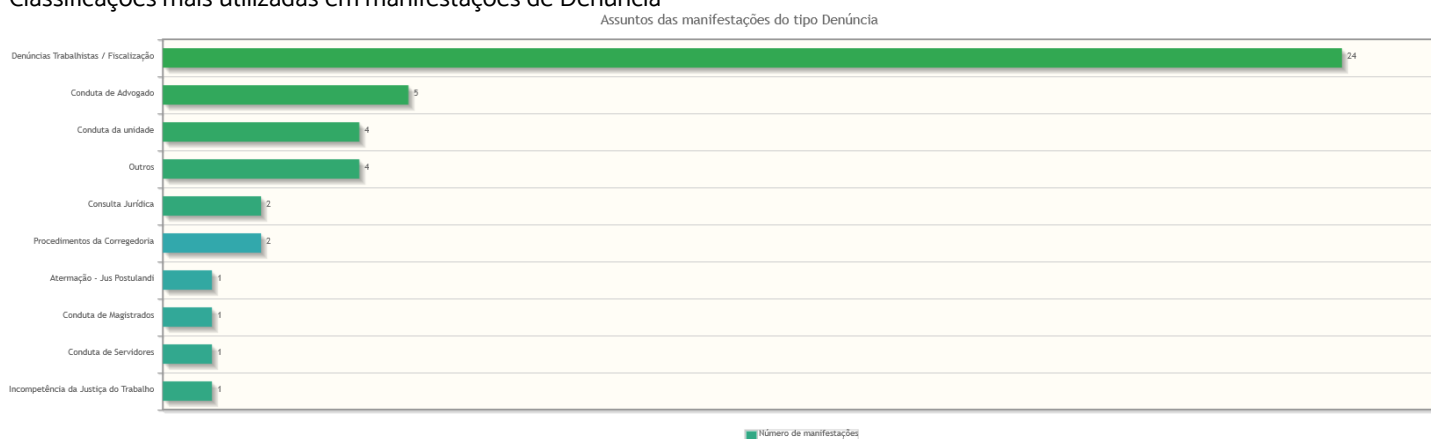 Classificações mais utilizadas em manifestações de Denúncia
Assuntos das manifestações do tipo Denúncia
Denúncias Trabalhistas / Fiscalização 24
Conduta de Advogado 5
Conduta da unidade 4
Outros 4
Consulta Jurídica 2
Procedimentos da Corregedoria 2
Atermação - Jus Postulandi 1
Conduta de Magistrados 1
Conduta de Servidores 1
Incompetência da Justiça do Trabalho 1
Número de manifestações